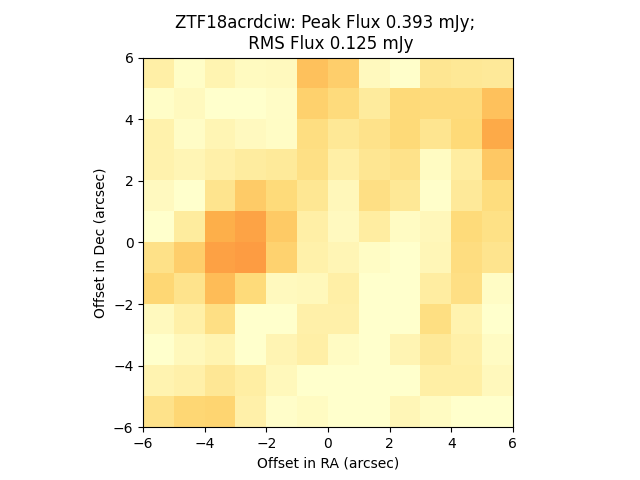 ZTF18acrdciw: Peak Flux 0.393 mJy;
RMS Flux 0.125 mJy
6
4
2
0
−2
−4
−6
Offset in Dec (arcsec)
−6 −4 −2 0 2 4 6
Offset in RA (arcsec)